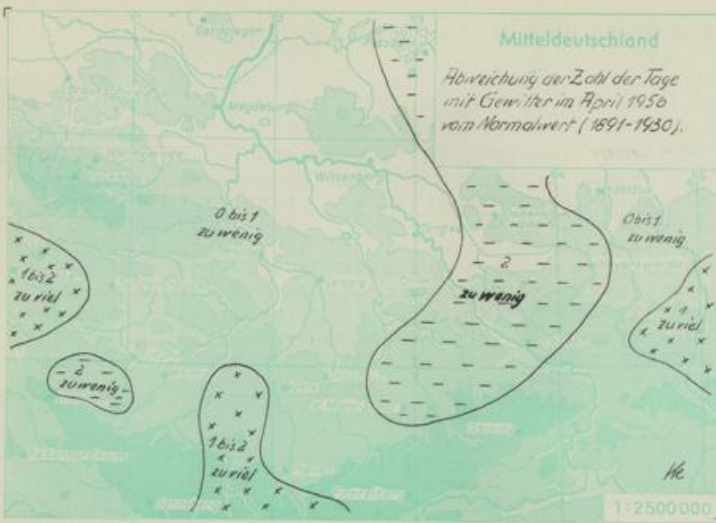 Mitteldeutschland
Abweichung der Zahl der Tage
mit Gewitter im April 1956
vom Normalwert (1891-1930).
Magdeburg
0 bis 1
zu wenig
0 bis 1
zu wenig
2
zu wenig
1 bis 2
zu viel
1
zu viel
2
zu wenig
1 bis 2
zu viel
1:2500000